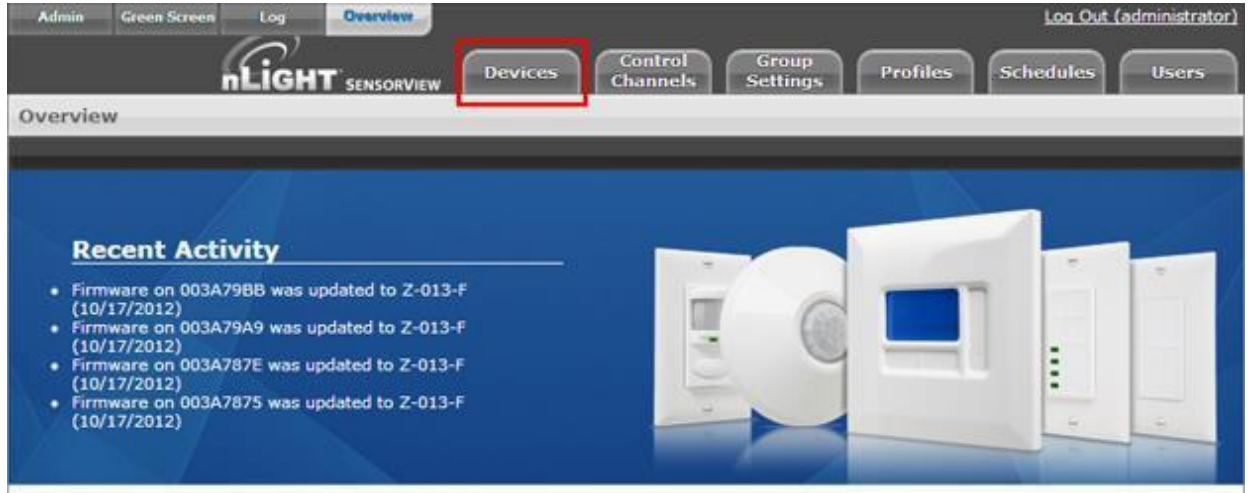 Admin Green Screen Log Overview Log Out (administrator)
nLIGHT SENSORVIEW Devices Control Channels Group Settings Profiles Schedules Users
Overview
Recent Activity
• Firmware on 003A79BB was updated to Z-013-F
(10/17/2012)
• Firmware on 003A79A9 was updated to Z-013-F
(10/17/2012)
• Firmware on 003A787E was updated to Z-013-F
(10/17/2012)
• Firmware on 003A7875 was updated to Z-013-F
(10/17/2012)